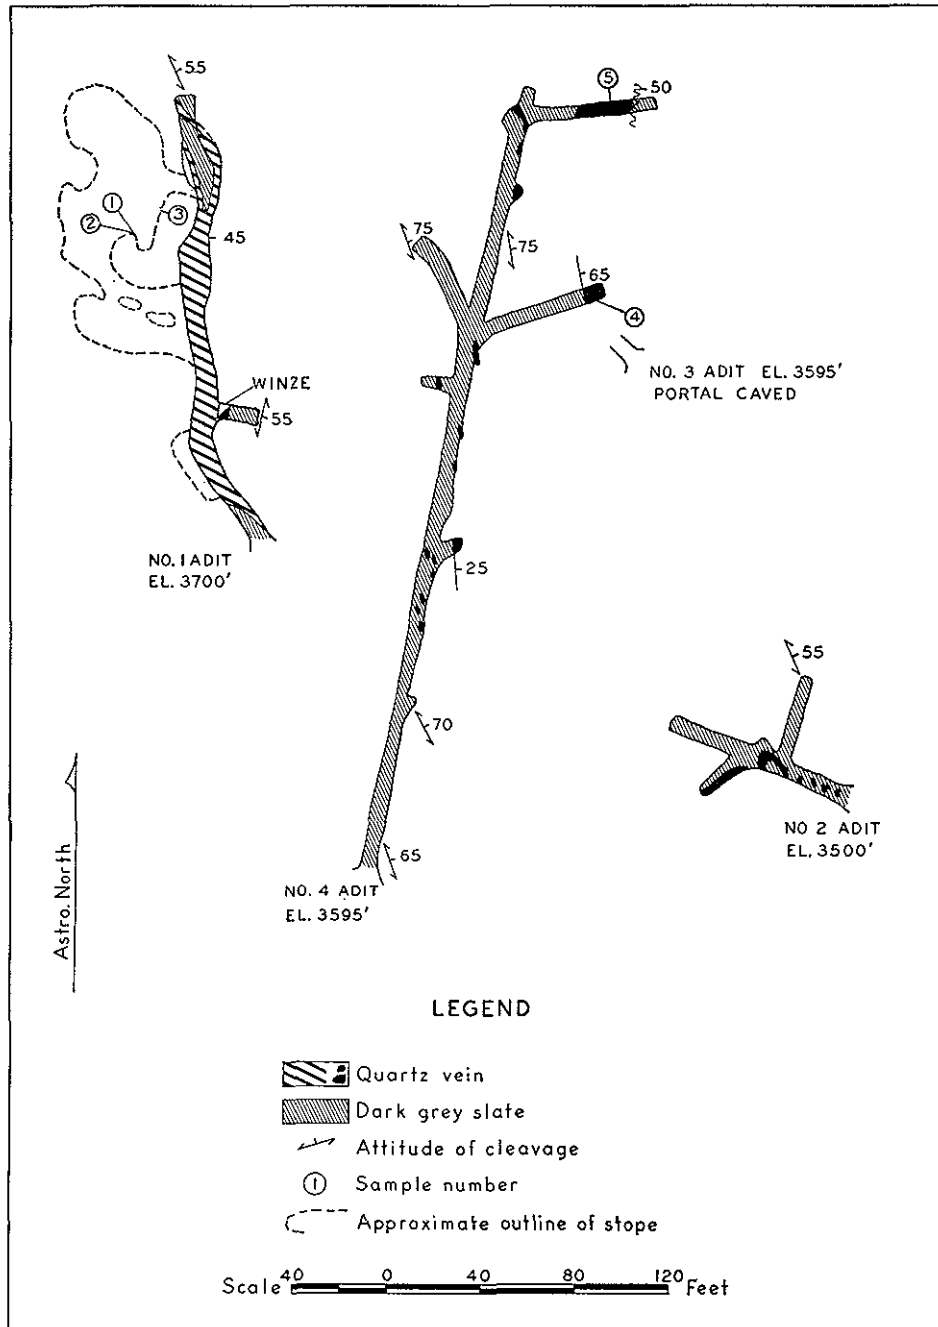 55
5
50
1
3
2
45
75
75
65
4
NO. 3 ADIT EL. 3595'
PORTAL CAVED
WINZE
55
NO. 1 ADIT
EL. 3700'
25
55
70
NO 2 ADIT
EL. 3500'
65
NO. 4 ADIT
EL. 3595'
Astro. North
LEGEND
Quartz vein
Dark grey slate
Attitude of cleavage
1 Sample number
Approximate outline of stope
Scale 40 0 40 80 120 Feet